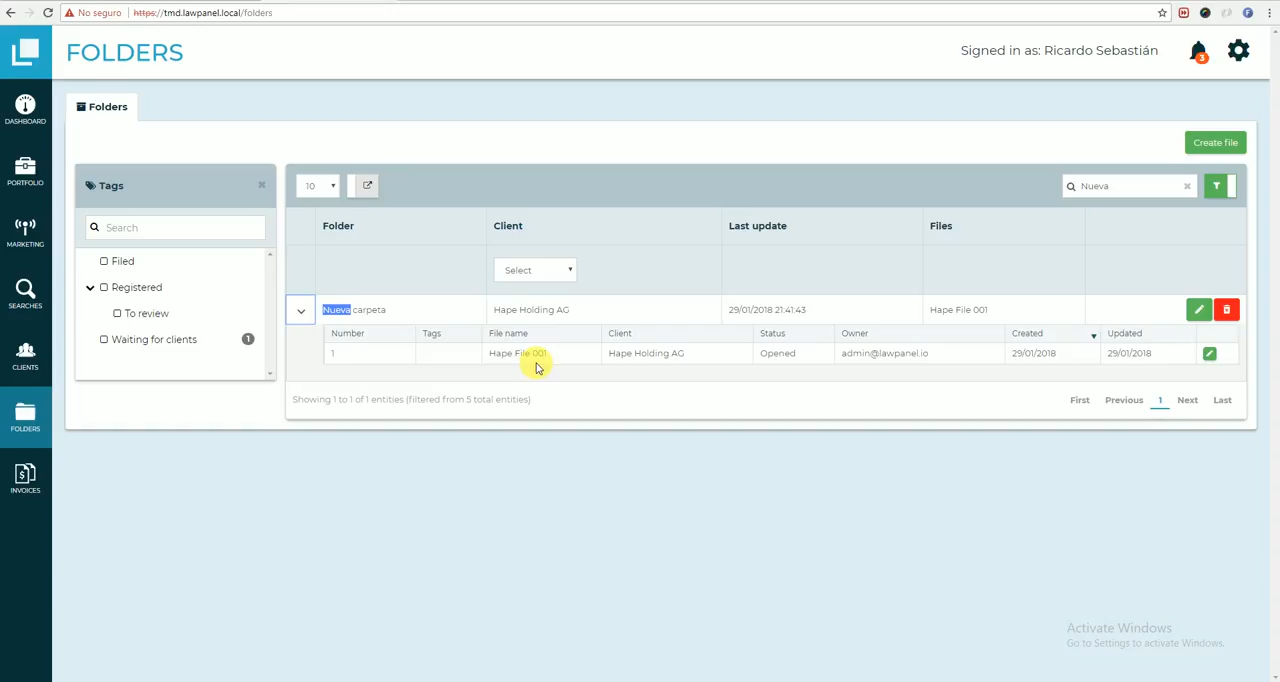 No seguro
https://tmd.lawpanel.local/folders
FOLDERS
Signed in as: Ricardo Sebastián
3
DASHBOARD
PORTFOLIO
MARKETING
SEARCHES
CLIENTS
FOLDERS
INVOICES
Folders
Create file
Tags
Search
Filed
Registered
To review
Waiting for clients 1
10
Nueva
Folder Client Last update Files
Select
Nueva carpeta Hape Holding AG 29/01/2018 21:41:43 Hape File 001
Number Tags File name Client Status Owner Created Updated
1 Hape File 001 Hape Holding AG Opened admin@lawpanel.io 29/01/2018 29/01/2018
Showing 1 to 1 of 1 entities (filtered from 5 total entities)
First Previous 1 Next Last
Activate Windows
Go to Settings to activate Windows.